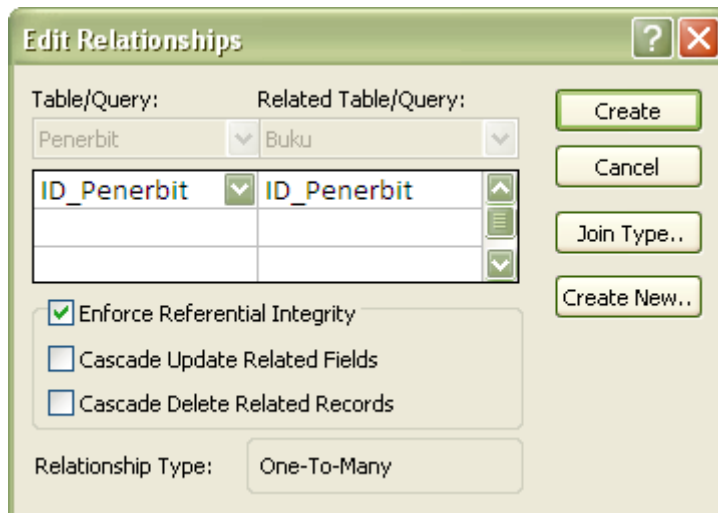 Edit Relationships
?
Table/Query: Related Table/Query:
Create
Penerbit Buku
Cancel
ID_Penerbit ID_Penerbit
Join Type..
Create New..
Enforce Referential Integrity
Cascade Update Related Fields
Cascade Delete Related Records
Relationship Type: One-To-Many